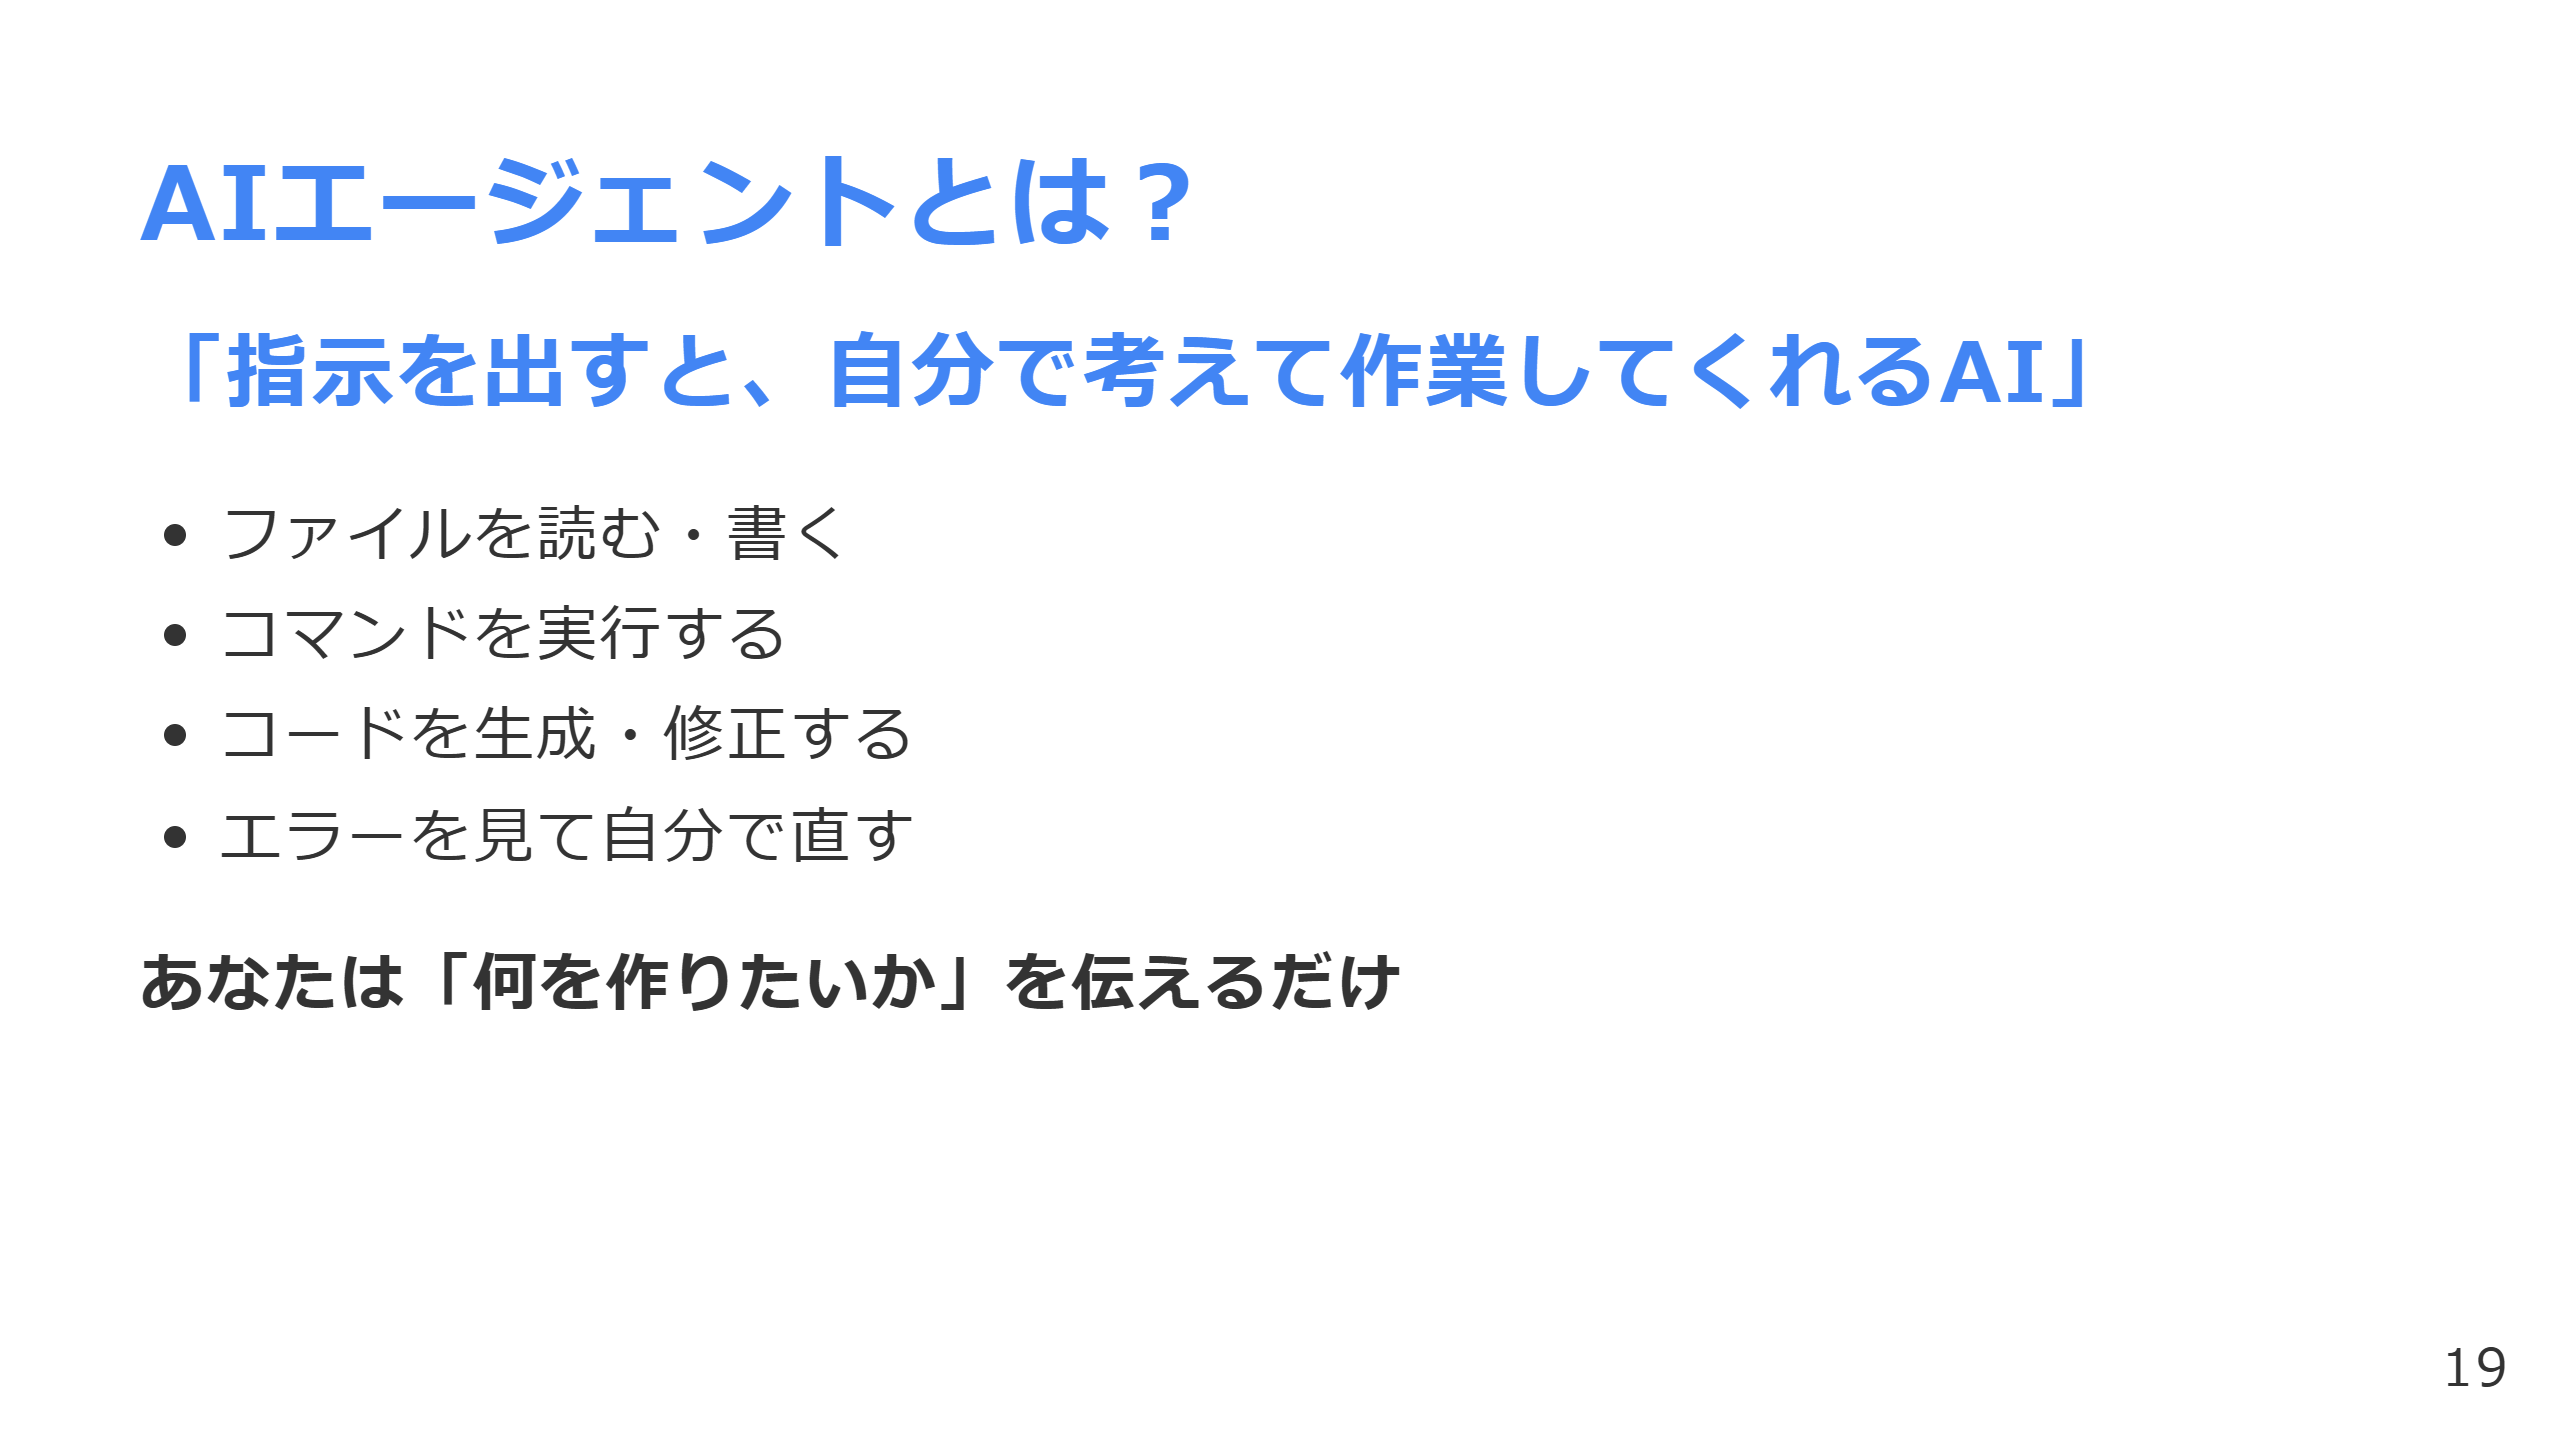 AIエージェントとは？
「指示を出すと、自分で考えて作業してくれるAI」
• ファイルを読む・書く
• コマンドを実行する
• コードを生成・修正する
• エラーを見て自分で直す
あなたは「何を作りたいか」を伝えるだけ
19